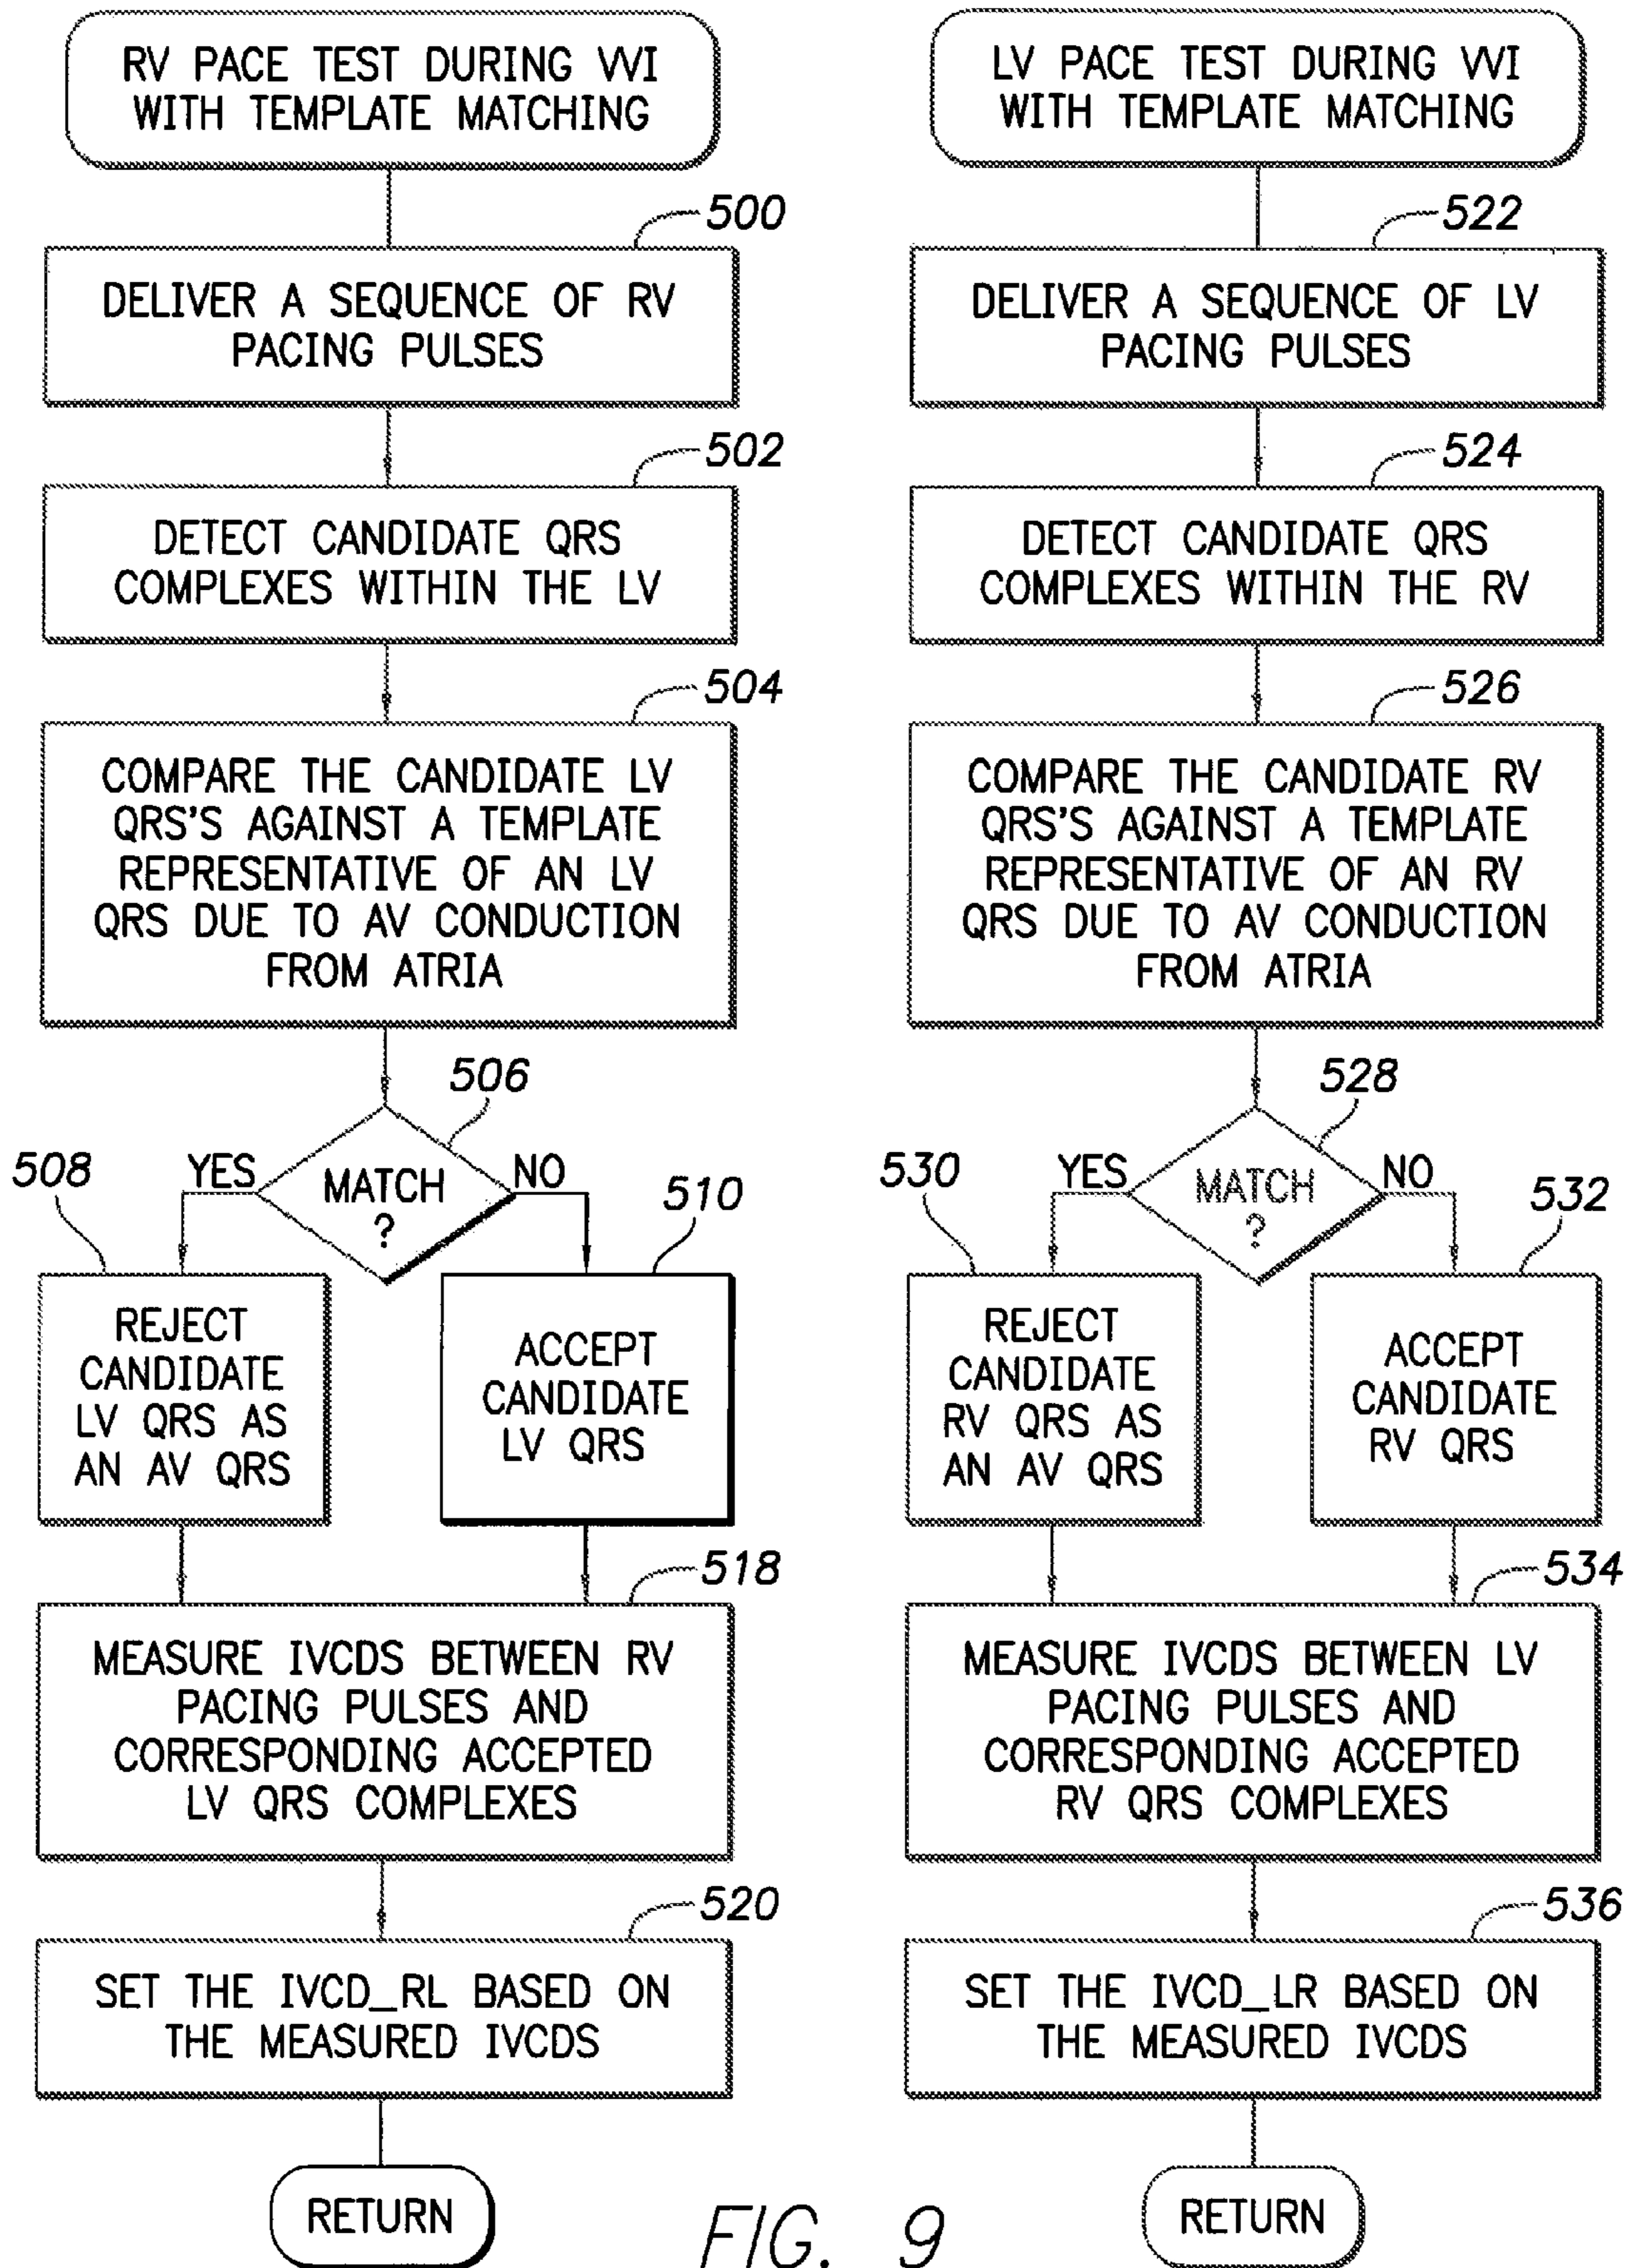 RV PACE TEST DURING VVI
WITH TEMPLATE MATCHING
500
DELIVER A SEQUENCE OF RV
PACING PULSES
502
DETECT CANDIDATE QRS
COMPLEXES WITHIN THE LV
504
COMPARE THE CANDIDATE LV
QRS'S AGAINST A TEMPLATE
REPRESENTATIVE OF AN LV
QRS DUE TO AV CONDUCTION
FROM ATRIA
506
MATCH
?
YES
NO
508
REJECT
CANDIDATE
LV QRS AS
AN AV QRS
510
ACCEPT
CANDIDATE
LV QRS
518
MEASURE IVCDS BETWEEN RV
PACING PULSES AND
CORRESPONDING ACCEPTED
LV QRS COMPLEXES
520
SET THE IVCD_RL BASED ON
THE MEASURED IVCDS
RETURN
LV PACE TEST DURING VVI
WITH TEMPLATE MATCHING
522
DELIVER A SEQUENCE OF LV
PACING PULSES
524
DETECT CANDIDATE QRS
COMPLEXES WITHIN THE RV
526
COMPARE THE CANDIDATE RV
QRS'S AGAINST A TEMPLATE
REPRESENTATIVE OF AN RV
QRS DUE TO AV CONDUCTION
FROM ATRIA
528
MATCH
?
YES
NO
530
REJECT
CANDIDATE
RV QRS AS
AN AV QRS
532
ACCEPT
CANDIDATE
RV QRS
534
MEASURE IVCDS BETWEEN LV
PACING PULSES AND
CORRESPONDING ACCEPTED
RV QRS COMPLEXES
536
SET THE IVCD_LR BASED ON
THE MEASURED IVCDS
RETURN
FIG. 9